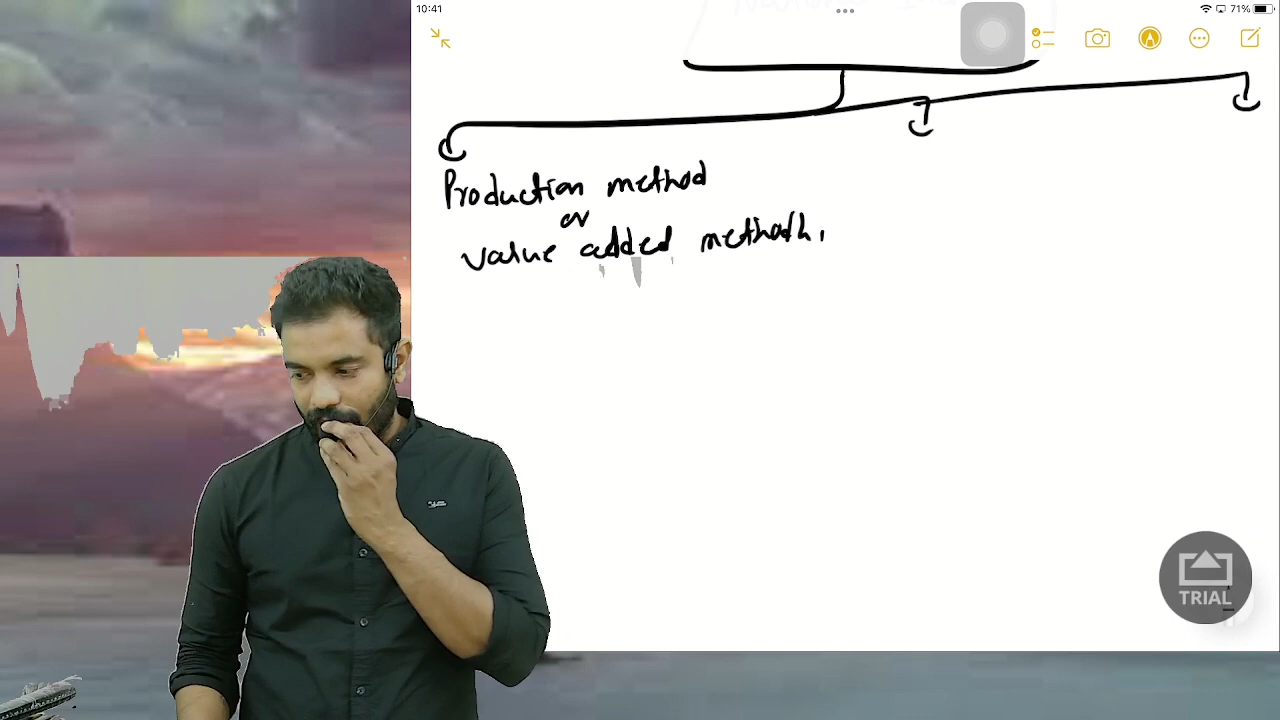 10:41
71%
Production method
or
value added method.
TRIAL